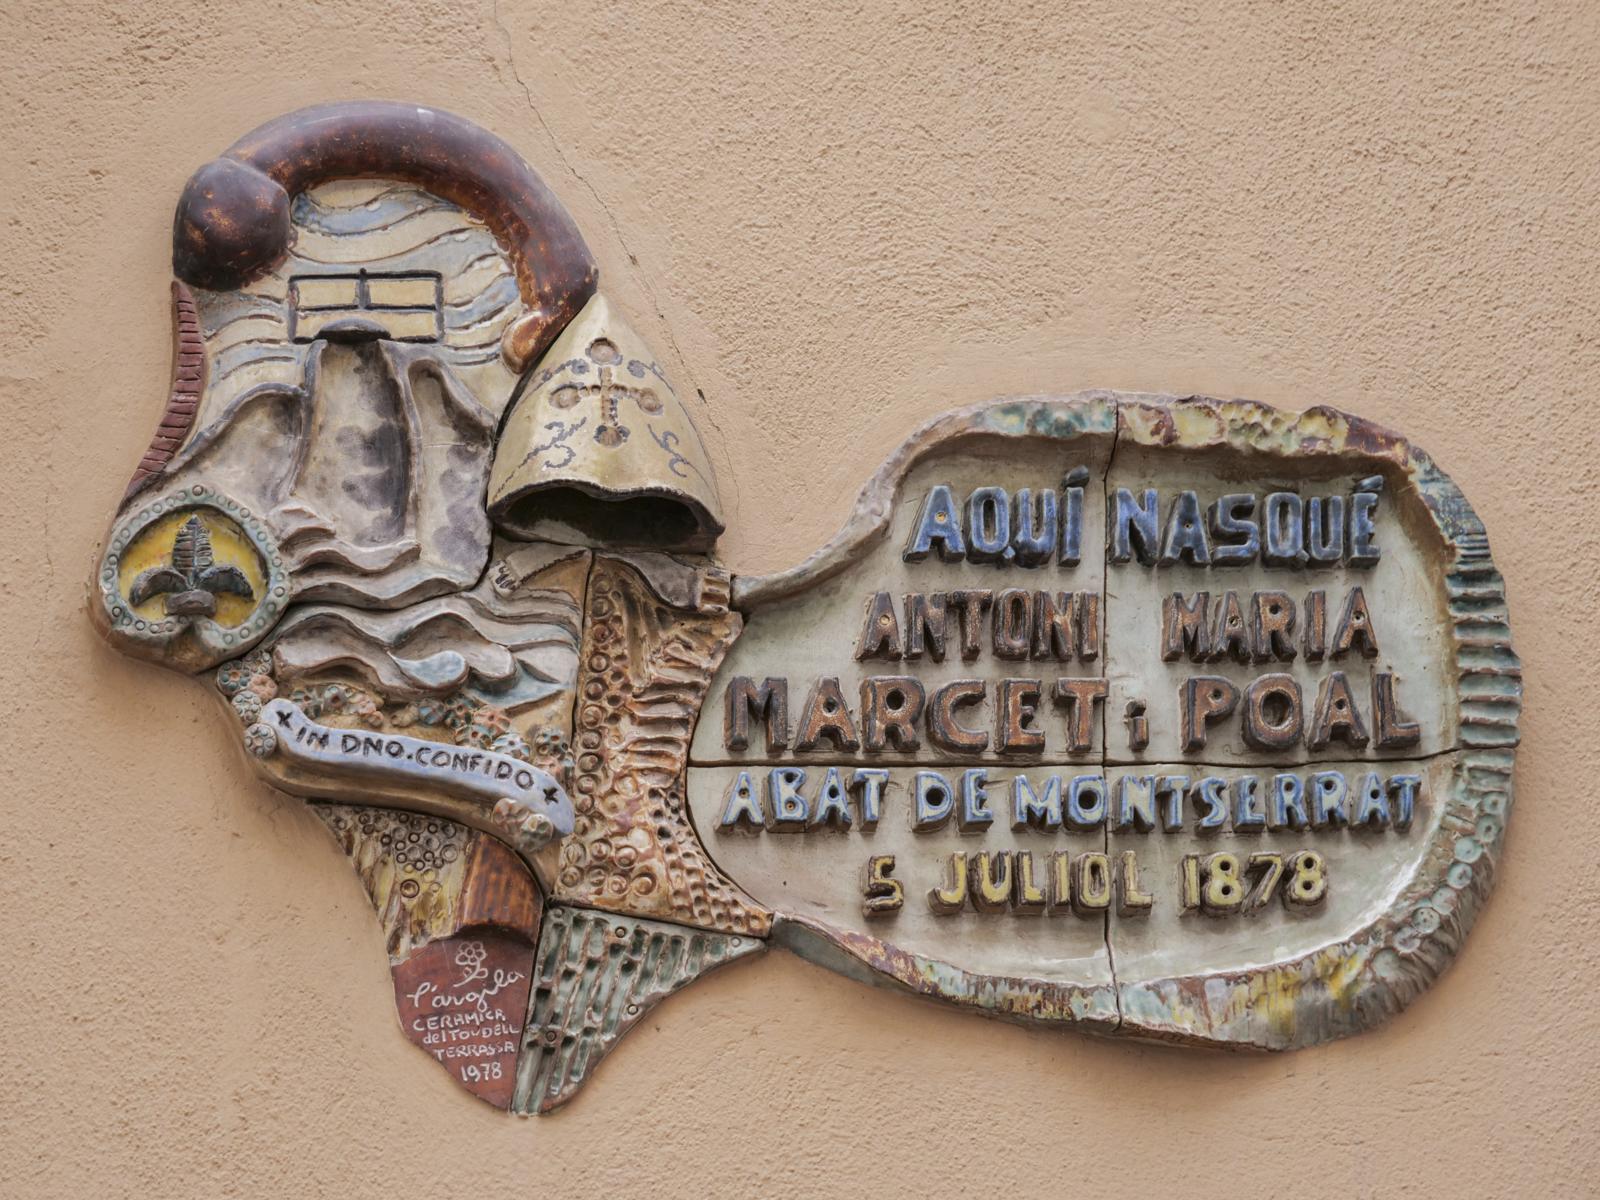 AQUÍ NASQUÉ
ANTONI MARIA
MARCET i POAL
ABAT DE MONTSERRAT
5 JULIOL 1878
IN DNO. CONFIDO
l'argila
CERAMICA
del TOUDELL
TERRASSA
1978